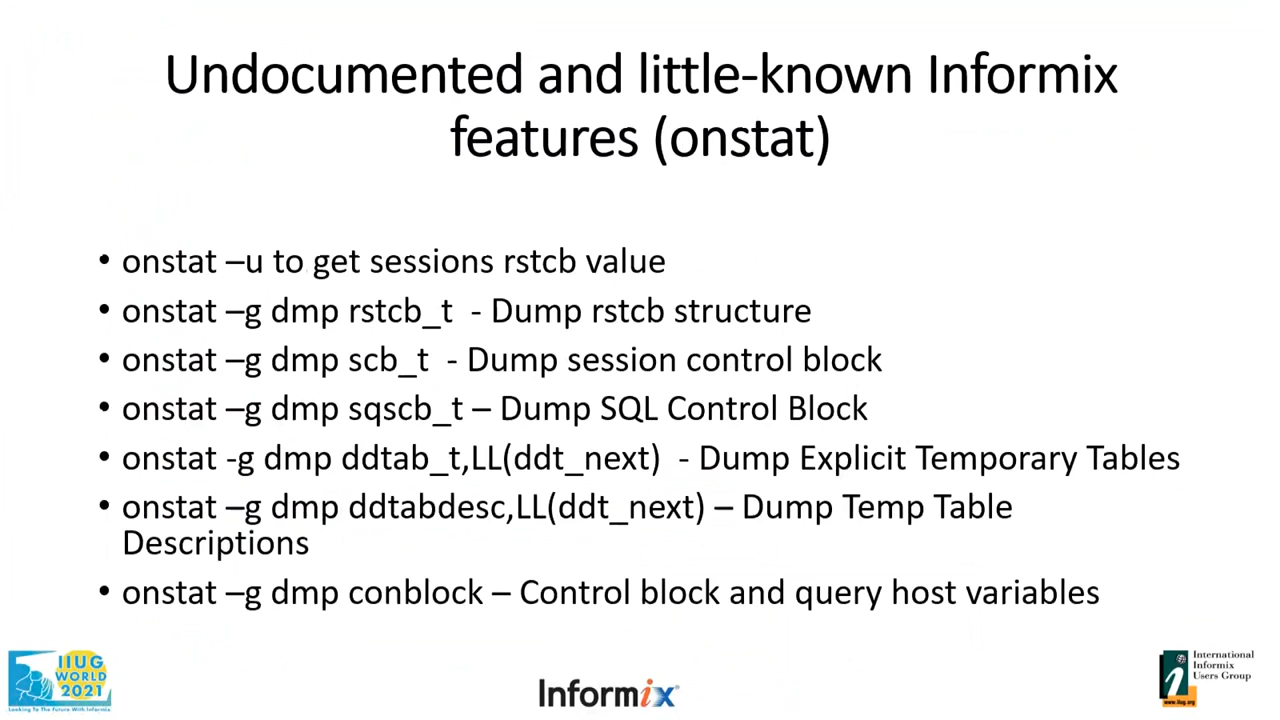 Undocumented and little-known Informix
features (onstat)
• onstat –u to get sessions rstcb value
• onstat –g dmp rstcb_t - Dump rstcb structure
• onstat –g dmp scb_t - Dump session control block
• onstat –g dmp sqscb_t – Dump SQL Control Block
• onstat -g dmp ddtab_t,LL(ddt_next) - Dump Explicit Temporary Tables
• onstat –g dmp ddtabdesc,LL(ddt_next) – Dump Temp Table
Descriptions
• onstat –g dmp conblock – Control block and query host variables
IIUG
WORLD
2021
Looking To The Future With Informix
Informix
International
Informix
Users Group
www.iiug.org